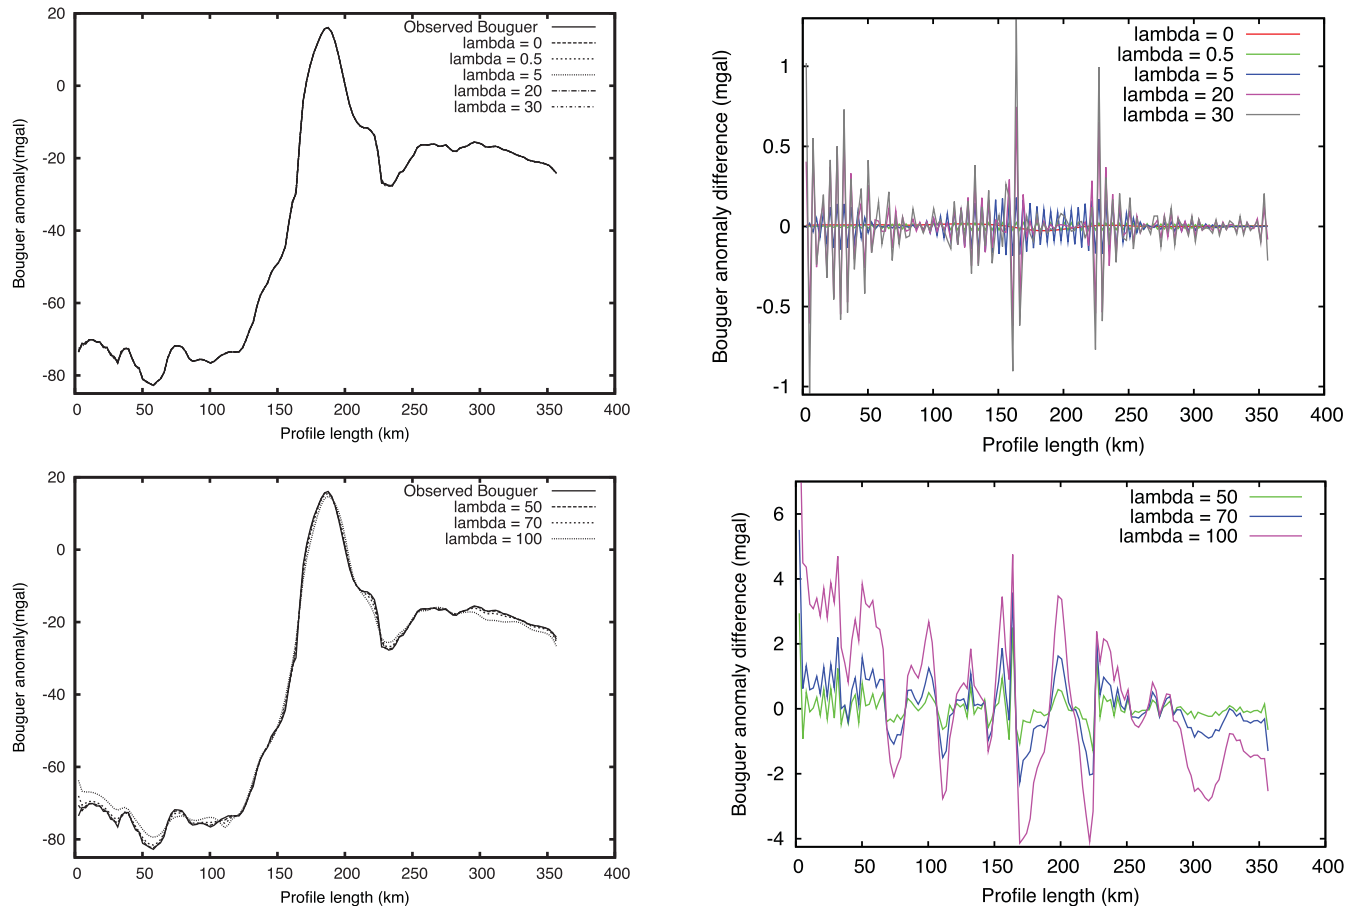 20
0
-20
-40
-60
-80
Bouguer anomaly(mgal)
0 50 100 150 200 250 300 350 400
Profile length (km)
Observed Bouguer
lambda = 0
lambda = 0.5
lambda = 5
lambda = 20
lambda = 30
1
0.5
0
-0.5
-1
Bouguer anomaly difference (mgal)
0 50 100 150 200 250 300 350 400
Profile length (km)
lambda = 0
lambda = 0.5
lambda = 5
lambda = 20
lambda = 30
20
0
-20
-40
-60
-80
Bouguer anomaly(mgal)
0 50 100 150 200 250 300 350 400
Profile length (km)
Observed Bouguer
lambda = 50
lambda = 70
lambda = 100
6
4
2
0
-2
-4
Bouguer anomaly difference (mgal)
0 50 100 150 200 250 300 350 400
Profile length (km)
lambda = 50
lambda = 70
lambda = 100